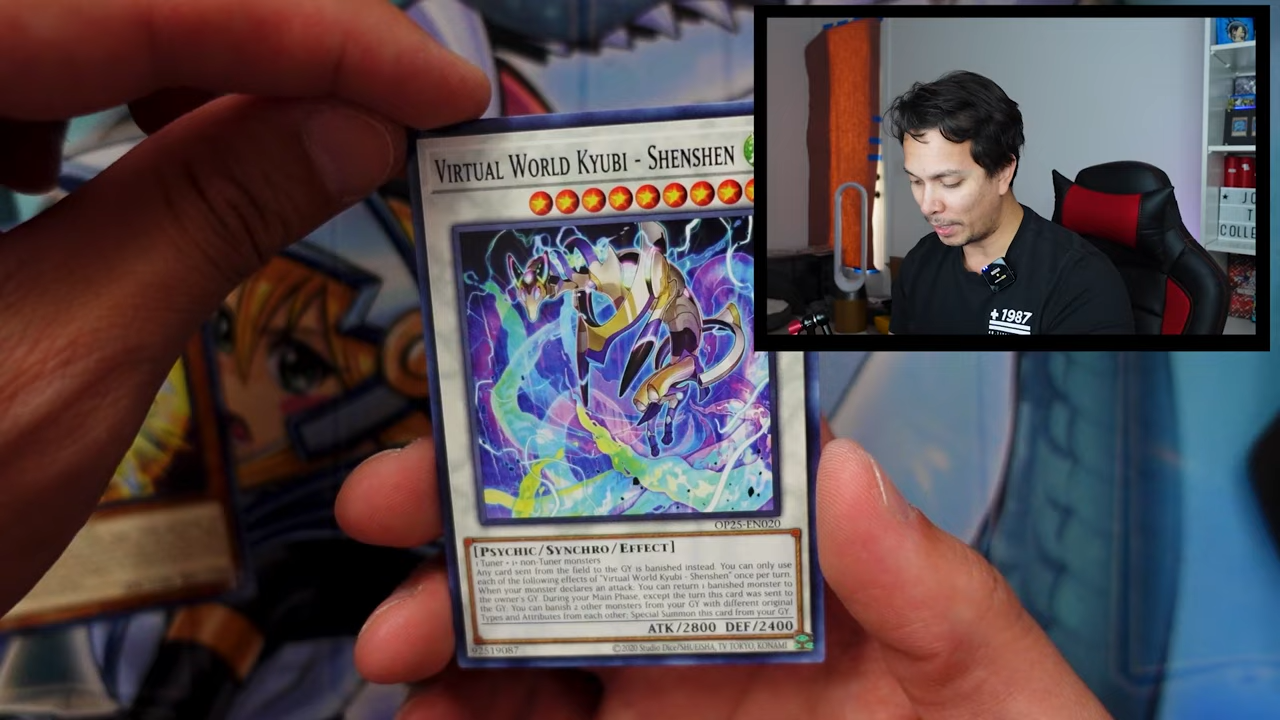 VIRTUAL WORLD KYUBI - SHENSHEN
OP25-EN020
[PSYCHIC/SYNCHRO/EFFECT]
1 Tuner + 1+ non-Tuner monsters
Any card sent from the field to the GY is banished instead. You can only use
each of the following effects of "Virtual World Kyubi - Shenshen" once per turn.
When your monster declares an attack: You can return 1 banished monster to
the owner's GY. During your Main Phase, except the turn this card was sent to
the GY: You can banish 2 other monsters from your GY with different original
Types and Attributes from each other; Special Summon this card from your GY.
ATK/2800 DEF/2400
92519087
©2020 Studio Dice/SHUEISHA, TV TOKYO, KONAMI
+ 1987
JO
T
COLLE